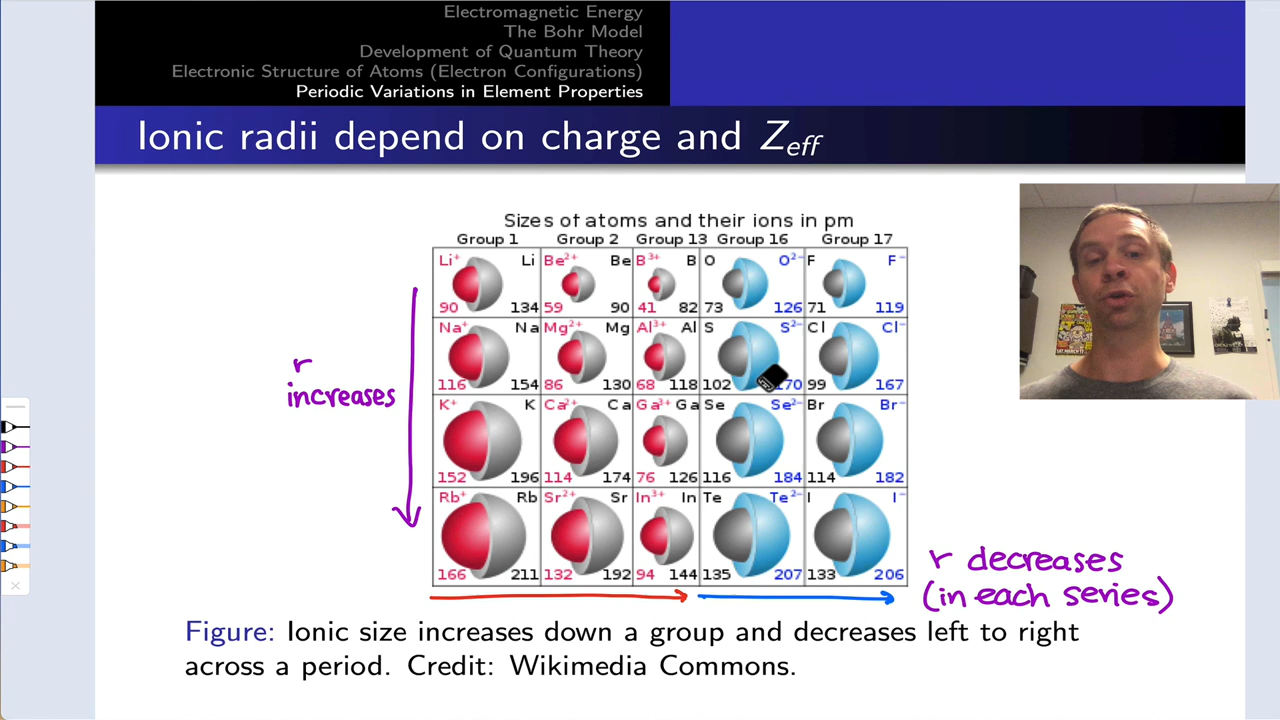 Electromagnetic Energy
The Bohr Model
Development of Quantum Theory
Electronic Structure of Atoms (Electron Configurations)
Periodic Variations in Element Properties
Ionic radii depend on charge and Z_eff
Sizes of atoms and their ions in pm
Group 1 Group 2 Group 13 Group 16 Group 17
Li⁺ Li Be²⁺ Be B³⁺ B O O²⁻ F F⁻
90 134 59 90 41 82 73 126 71 119
Na⁺ Na Mg²⁺ Mg Al³⁺ Al S S²⁻ Cl Cl⁻
116 154 86 130 68 118 102 170 99 167
K⁺ K Ca²⁺ Ca Ga³⁺ Ga Se Se²⁻ Br Br⁻
152 196 114 174 76 126 116 184 114 182
Rb⁺ Rb Sr²⁺ Sr In³⁺ In Te Te²⁻ I I⁻
166 211 132 192 94 144 135 207 133 206
r
increases
r decreases
(in each series)
Figure: Ionic size increases down a group and decreases left to right
across a period. Credit: Wikimedia Commons.